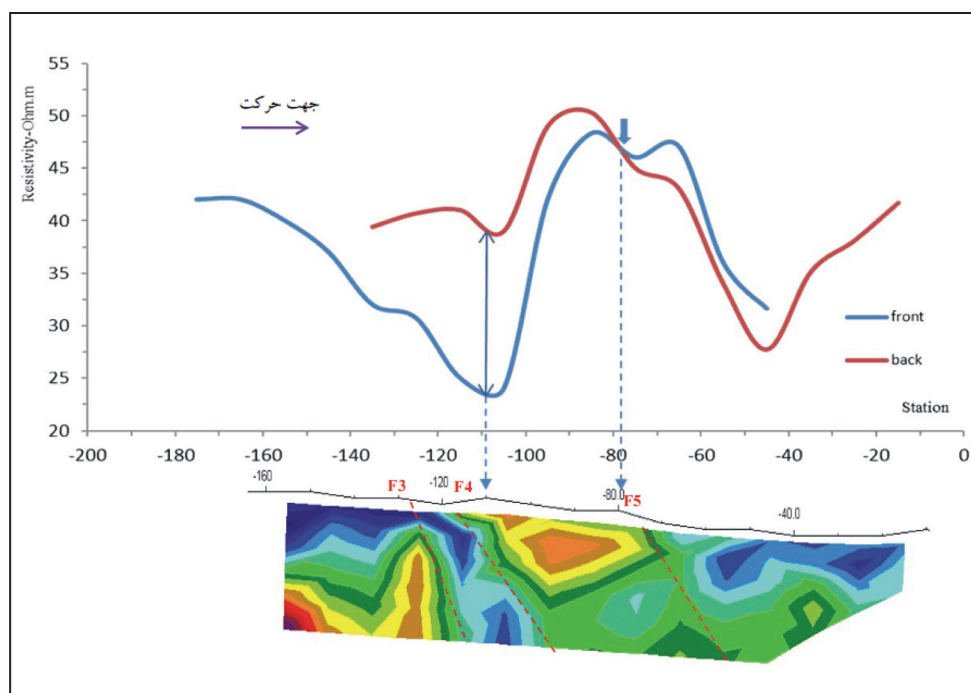 55
50
45
40
35
30
25
20
Resistivity-Ohm.m
جهت حرکت
front
back
Station
-200 -180 -160 -140 -120 -100 -80 -60 -40 -20 0
-160 F3 -120 F4 -80.0 F5 -40.0